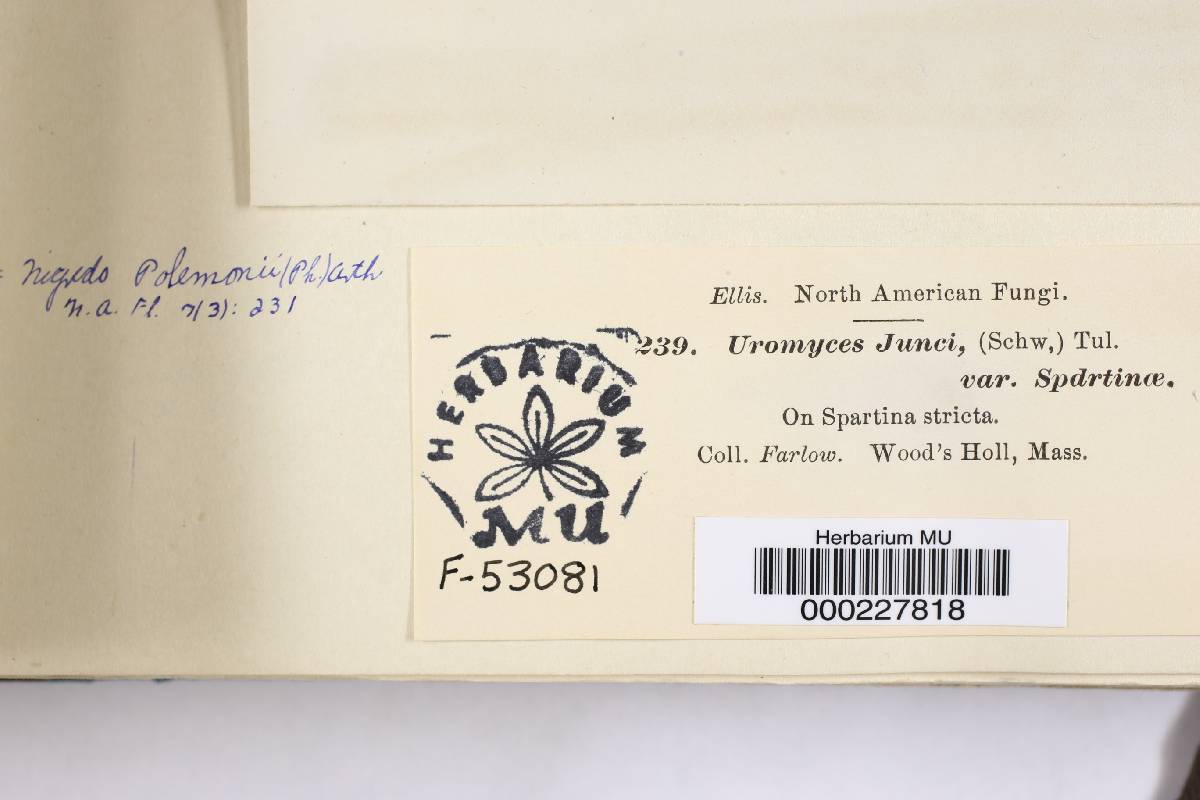 = Nigredo Polemonii (Pk.) Arth
N.A. Fl. 7(3): 231
Ellis. North American Fungi.
239. Uromyces Junci, (Schw,) Tul.
var. Spdrtinæ.
On Spartina stricta.
Coll. Farlow. Wood's Holl, Mass.
HERBARIUM
MU
F-53081
Herbarium MU
000227818